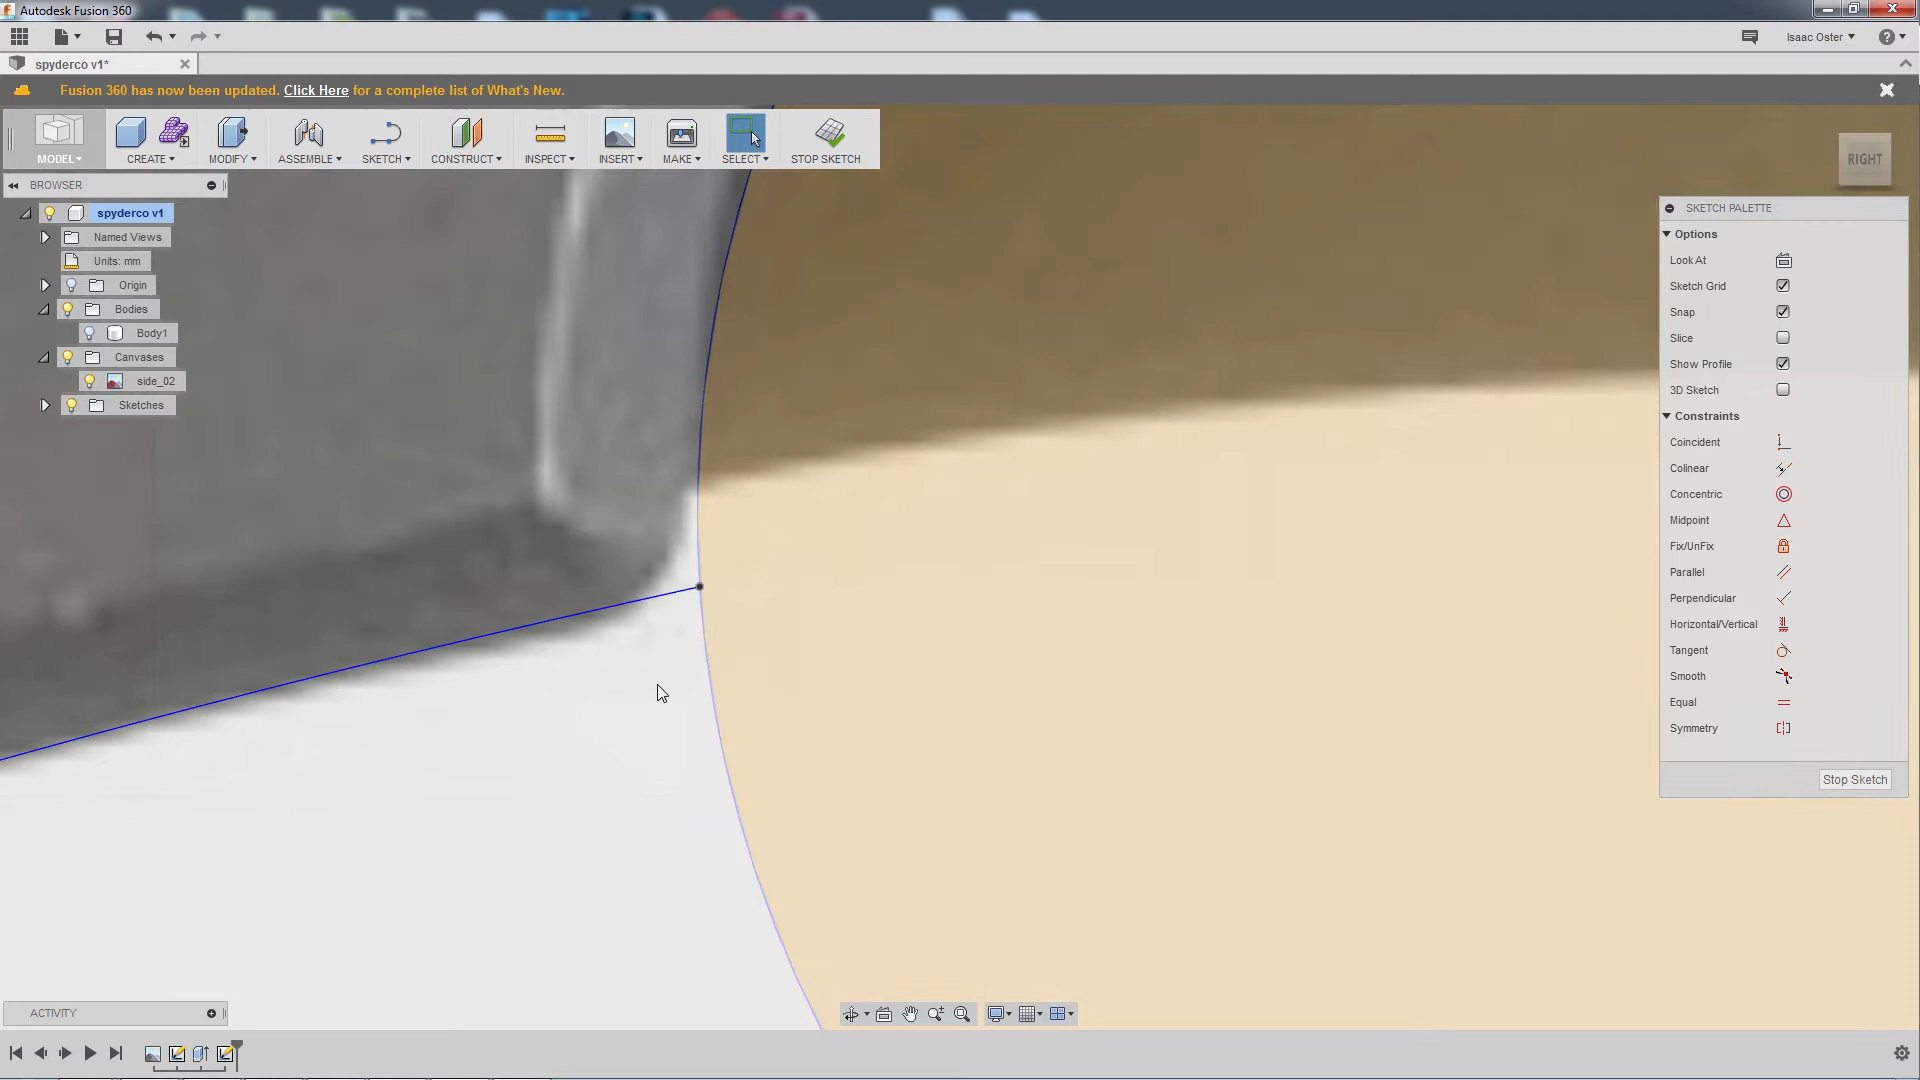 Autodesk Fusion 360
Isaac Oster
spyderco v1*
Fusion 360 has now been updated. Click Here for a complete list of What's New.
MODEL
CREATE
MODIFY
ASSEMBLE
SKETCH
CONSTRUCT
INSPECT
INSERT
MAKE
SELECT
STOP SKETCH
RIGHT
BROWSER
spyderco v1
Named Views
Units: mm
Origin
Bodies
Body1
Canvases
side_02
Sketches
SKETCH PALETTE
Options
Look At
Sketch Grid
Snap
Slice
Show Profile
3D Sketch
Constraints
Coincident
Colinear
Concentric
Midpoint
Fix/UnFix
Parallel
Perpendicular
Horizontal/Vertical
Tangent
Smooth
Equal
Symmetry
Stop Sketch
ACTIVITY